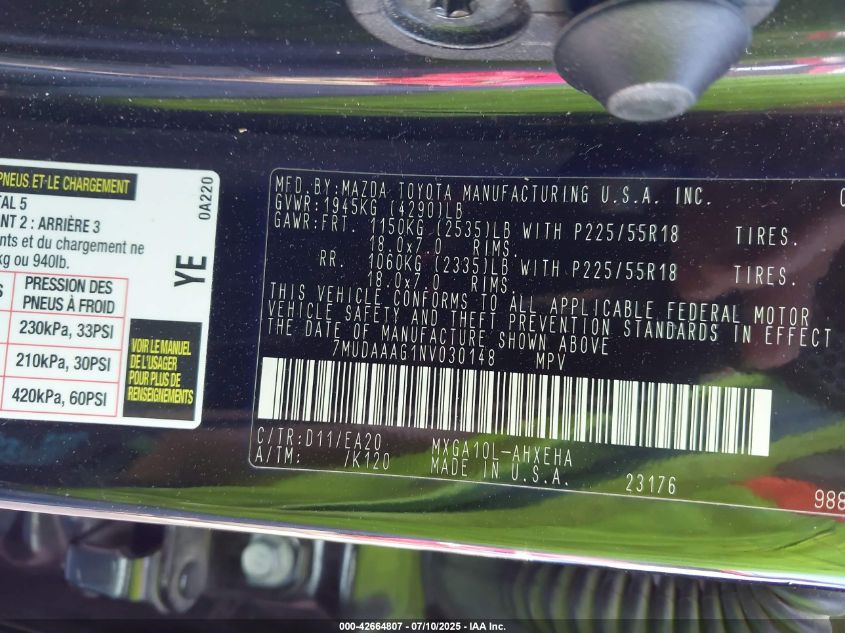 PNEUS ET-LE CHARGEMENT
TAL 5
NT 2 : ARRIÈRE 3
ents et du chargement ne
kg ou 940lb.
PRESSION DES
PNEUS À FROID
230kPa, 33PSI
210kPa, 30PSI
420kPa, 60PSI
0A220
YE
VOIR LE MANUEL
DE L'USAGER
POUR PLUS DE
RENSEIGNEMENTS
MFD.BY:MAZDA TOYOTA MANUFACTURING U.S.A. INC.
GVWR:1945KG (4290)LB
GAWR:FRT. 1150KG (2535)LB WITH P225/55R18 TIRES.
18.0x7.0 RIMS.
RR. 1060KG (2335)LB WITH P225/55R18 TIRES.
18.0x7.0 RIMS.
THIS VEHICLE CONFORMS TO ALL APPLICABLE FEDERAL MOTOR
VEHICLE SAFETY AND THEFT PREVENTION STANDARDS IN EFFECT
THE DATE OF MANUFACTURE SHOWN ABOVE
7MUDAAAG1NV030148 MPV
C/TR:D11/EA20 MXGA10L-AHXEHA
A/TM: /K120 MADE IN U.S.A.
23176
988
000-42664807 - 07/10/2025 - IAA Inc.